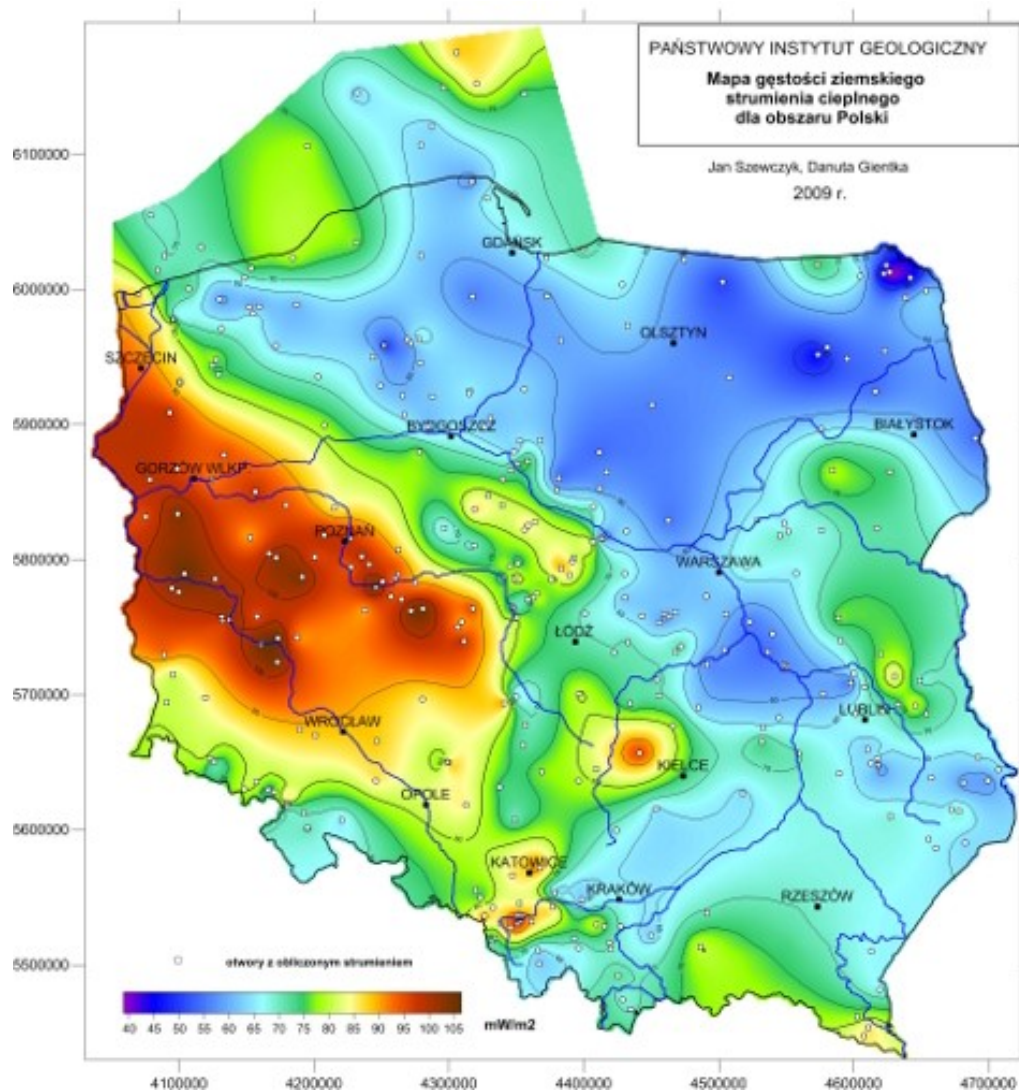 PAŃSTWOWY INSTYTUT GEOLOGICZNY
Mapa gęstości ziemskiego
strumienia cieplnego
dla obszaru Polski
Jan Szewczyk, Danuta Gientka
2009 r.
6100000
6000000
5900000
5800000
5700000
5600000
5500000
GDAŃSK
OLSZTYN
SZCZECIN
BYDGOSZCZ
BIAŁYSTOK
GORZÓW WLKP
POZNAŃ
WARSZAWA
ŁÓDŹ
LUBLIN
WROCŁAW
KIELCE
OPOLE
KATOWICE
KRAKÓW
RZESZÓW
otwory z obliczonym strumieniem
40 45 50 55 60 65 70 75 80 85 90 95 100 105
mW/m2
4100000 4200000 4300000 4400000 4500000 4600000 4700000